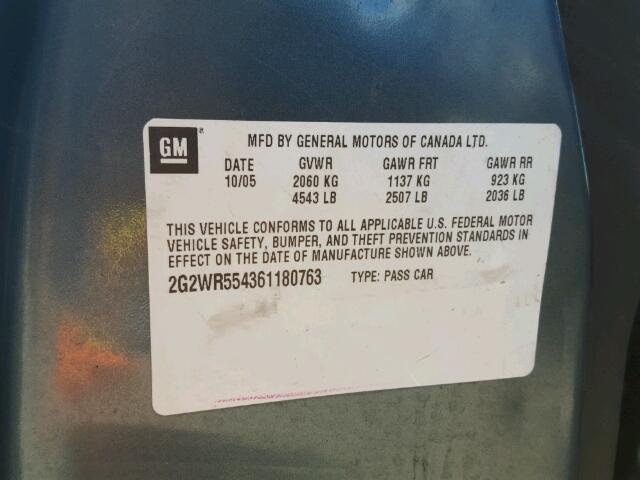 GM
MFD BY GENERAL MOTORS OF CANADA LTD.
DATE GVWR GAWR FRT GAWR RR
10/05 2060 KG 1137 KG 923 KG
4543 LB 2507 LB 2036 LB
THIS VEHICLE CONFORMS TO ALL APPLICABLE U.S. FEDERAL MOTOR
VEHICLE SAFETY, BUMPER, AND THEFT PREVENTION STANDARDS IN
EFFECT ON THE DATE OF MANUFACTURE SHOWN ABOVE.
2G2WR554361180763 TYPE: PASS CAR